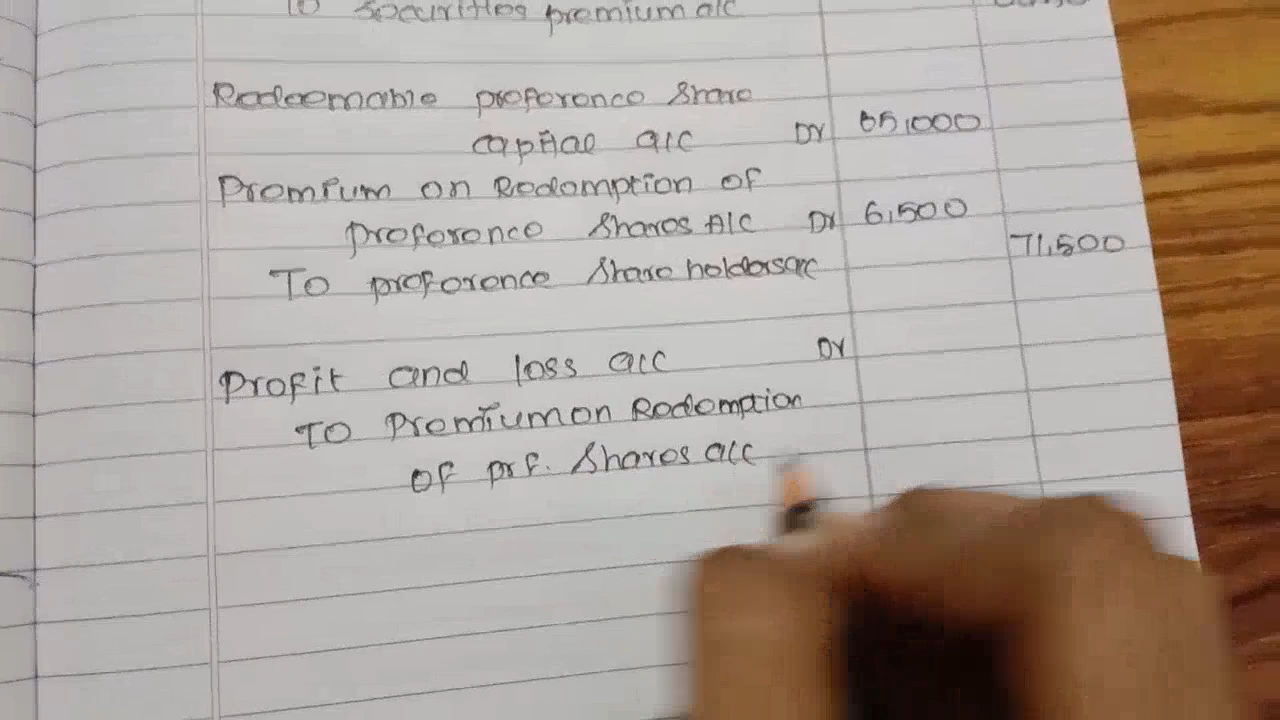 To Securities premium a/c
Redeemable preference Share
capital a/c Dr 65,000
Premium on Redemption of
preference Shares A/c Dr 6,500
71,500
To preference Share holders a/c
Profit and loss a/c Dr
To Premium on Redemption
of prf. Shares a/c